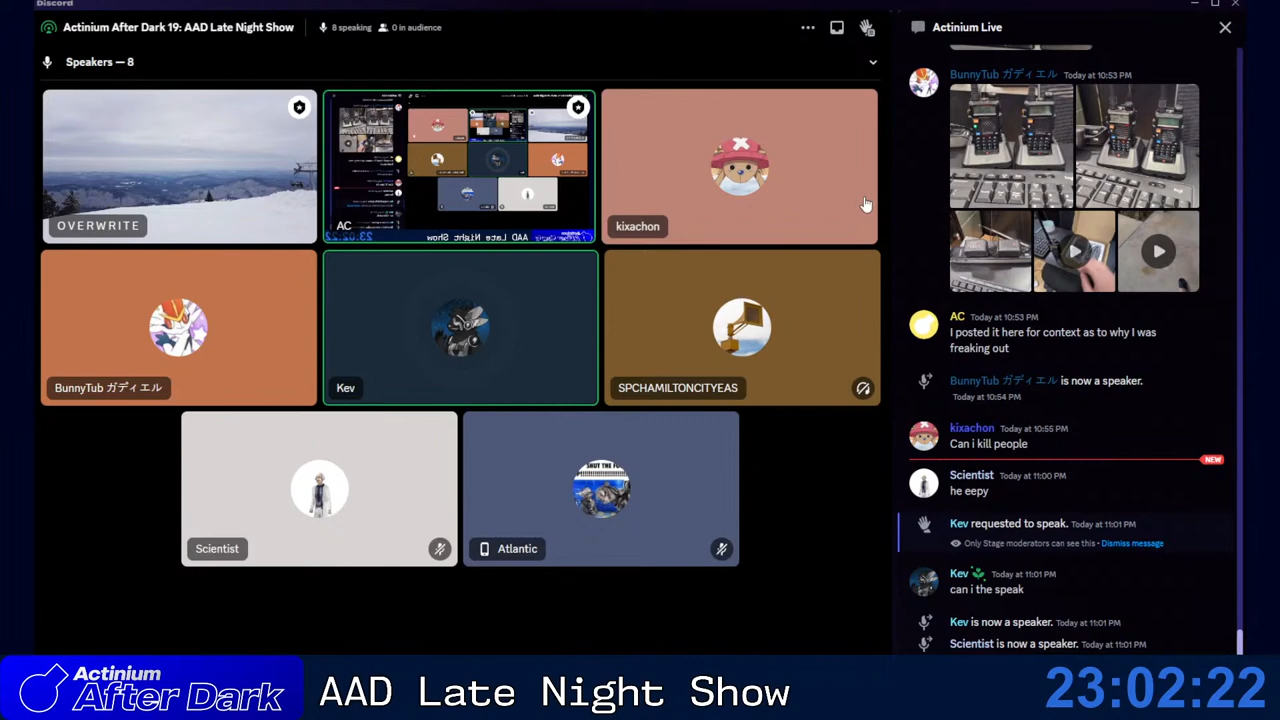 Discord
Actinium After Dark 19: AAD Late Night Show
8 speaking
0 in audience
Actinium Live
Speakers — 8
OVERWRITE
AC
23:02:22
AAD Late Night Show
kixachon
BunnyTub ガディエル
Kev
SPCHAMILTONCITYEAS
Scientist
Atlantic
BunnyTub ガディエル Today at 10:53 PM
AC Today at 10:53 PM
I posted it here for context as to why I was
freaking out
BunnyTub ガディエル is now a speaker.
Today at 10:54 PM
kixachon Today at 10:55 PM
Can i kill people
NEW
Scientist Today at 11:00 PM
he eepy
Kev requested to speak. Today at 11:01 PM
Only Stage moderators can see this • Dismiss message
Kev Today at 11:01 PM
can i the speak
Kev is now a speaker. Today at 11:01 PM
Scientist is now a speaker. Today at 11:01 PM
Actinium
After Dark
AAD Late Night Show
23:02:22